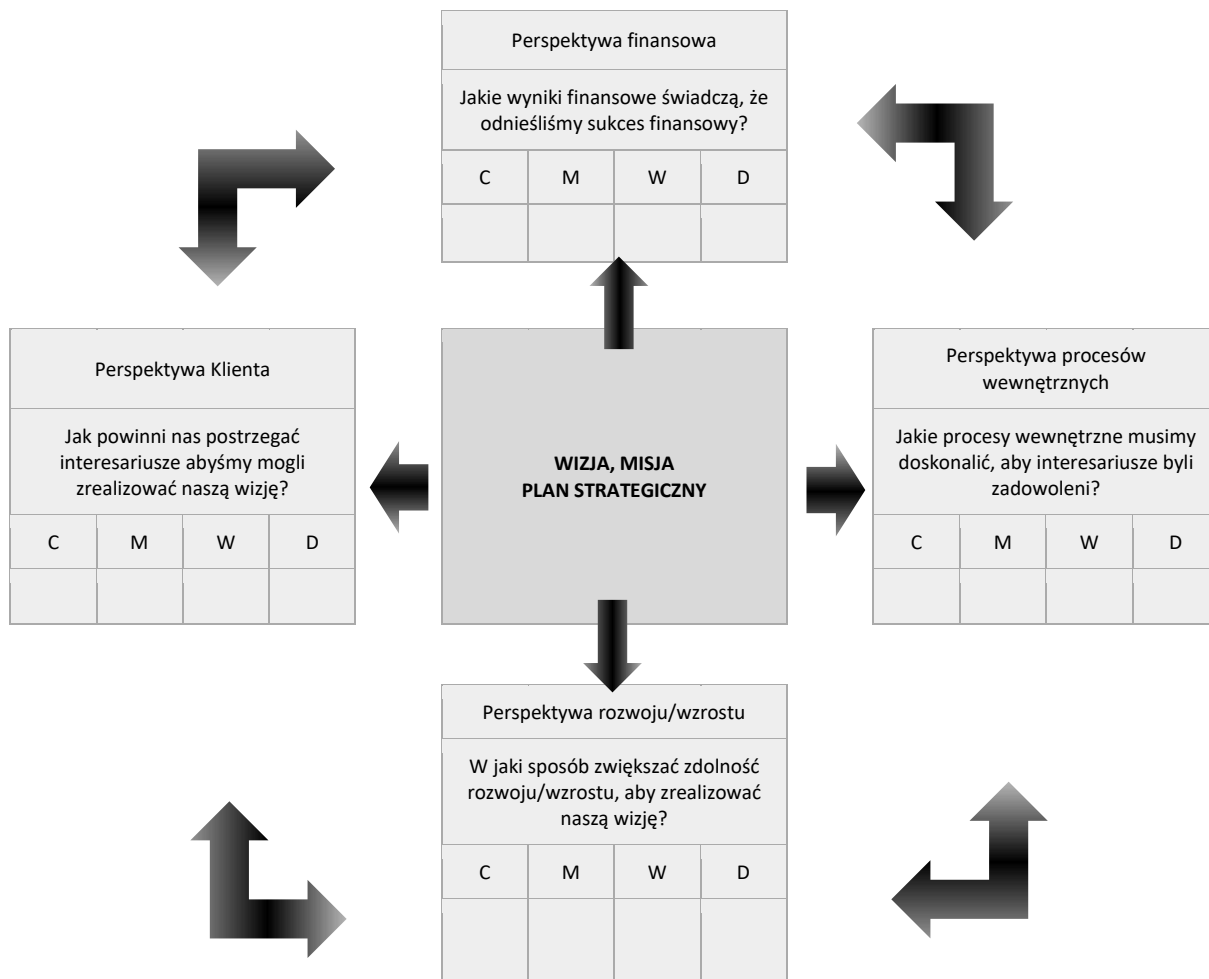 Perspektywa finansowa
Jakie wyniki finansowe świadczą, że
odnieśliśmy sukces finansowy?
C M W D
Perspektywa Klienta
Jak powinni nas postrzegać
interesariusze abyśmy mogli
zrealizować naszą wizję?
C M W D
WIZJA, MISJA
PLAN STRATEGICZNY
Perspektywa procesów
wewnętrznych
Jakie procesy wewnętrzne musimy
doskonalić, aby interesariusze byli
zadowoleni?
C M W D
Perspektywa rozwoju/wzrostu
W jaki sposób zwiększać zdolność
rozwoju/wzrostu, aby zrealizować
naszą wizję?
C M W D